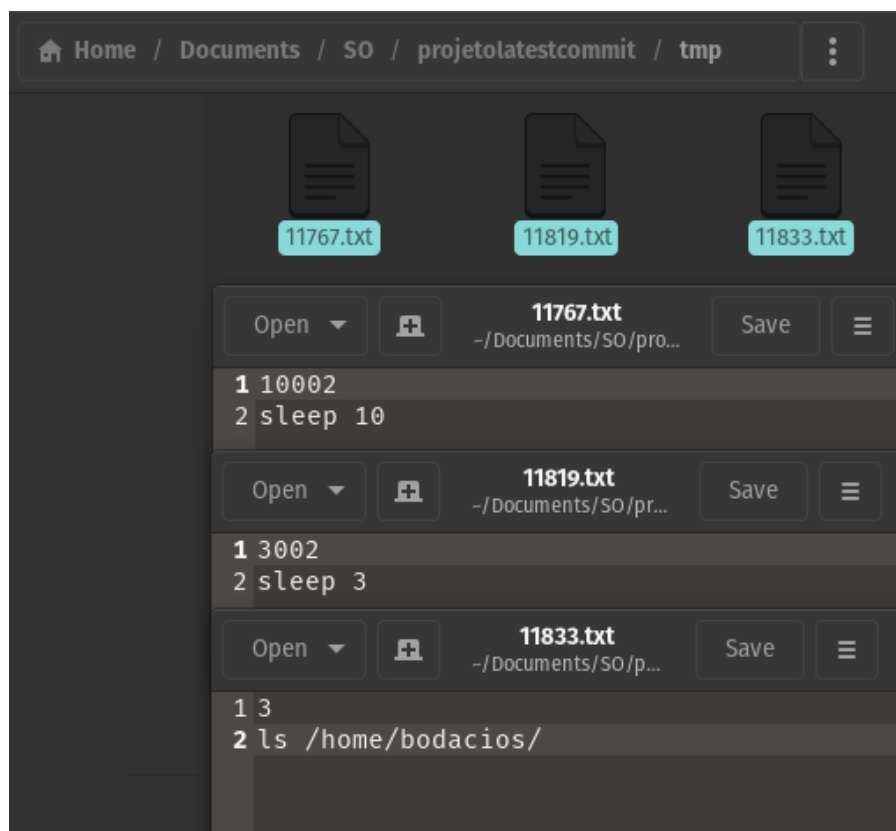 Home / Documents / SO / projetolatestcommit / tmp
11767.txt 11819.txt 11833.txt
Open 11767.txt Save
~/Documents/SO/pro...
1 10002
2 sleep 10
Open 11819.txt Save
~/Documents/SO/pr...
1 3002
2 sleep 3
Open 11833.txt Save
~/Documents/SO/p...
1 3
2 ls /home/bodacios/